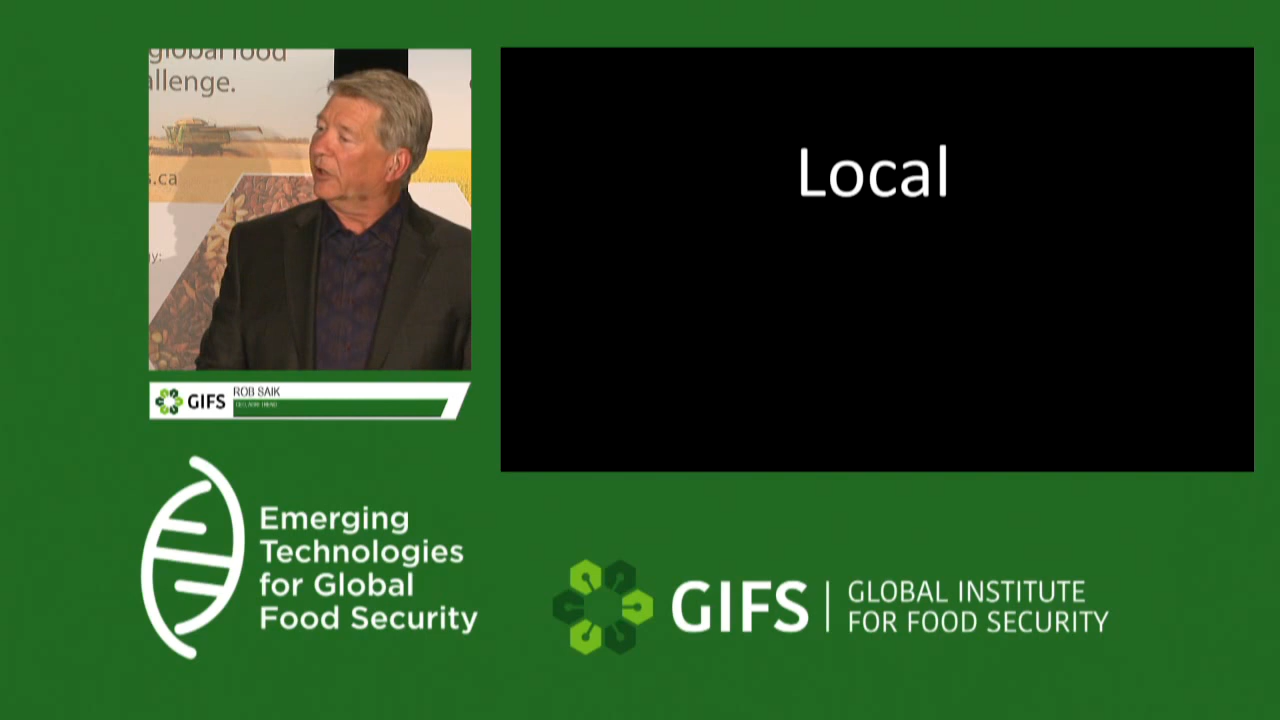 global food
allenge.
s.ca
y:
Local
GIFS
ROB SAIK
Emerging
Technologies
for Global
Food Security
GIFS
GLOBAL INSTITUTE
FOR FOOD SECURITY